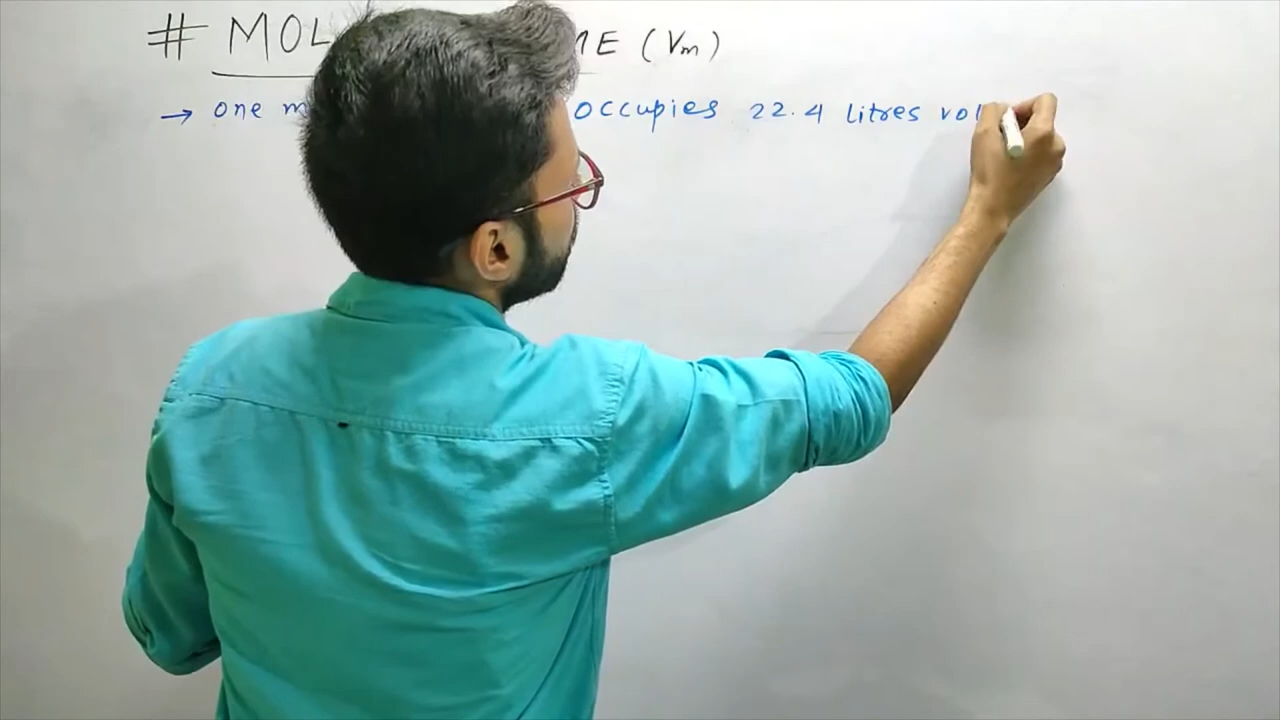 # MOL ME (Vm)
→ one m occupies 22.4 litres vol